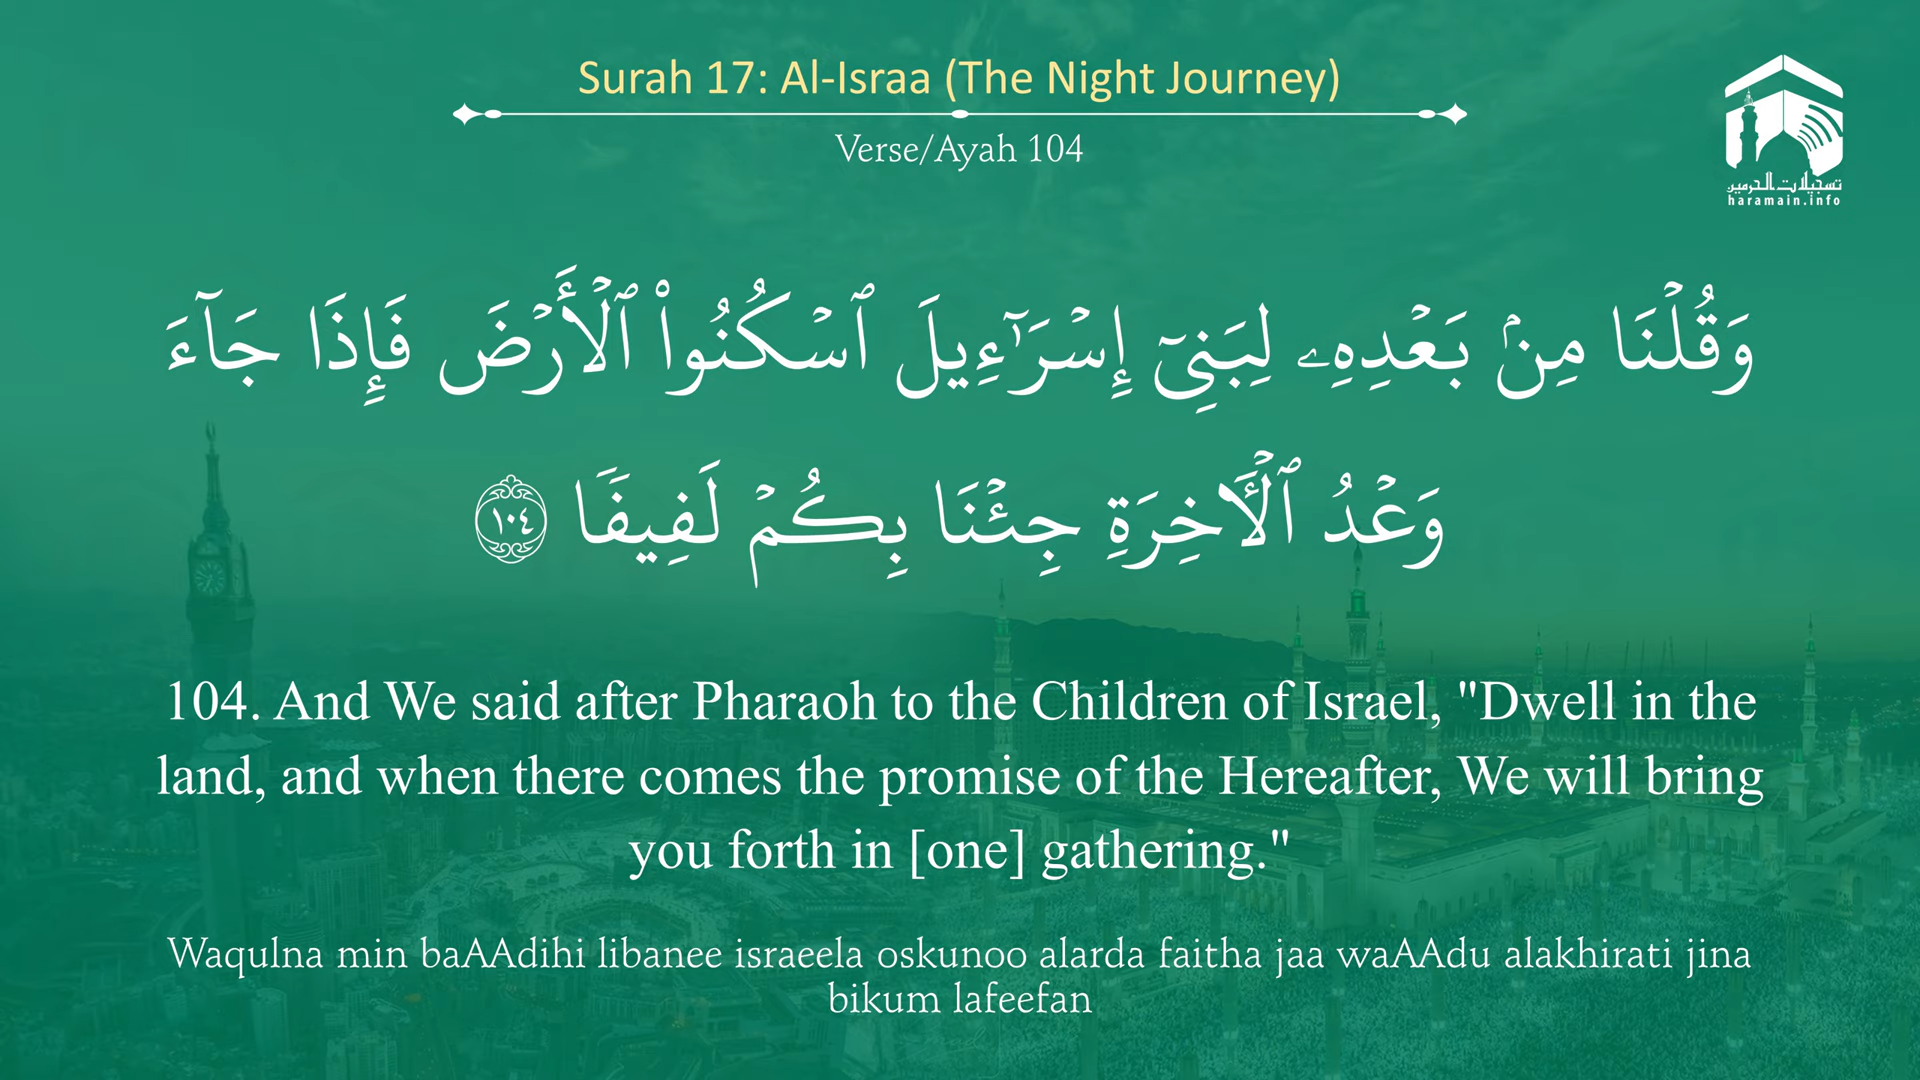 Surah 17: Al-Israa (The Night Journey)
Verse/Ayah 104
تسجيلات الحرمين
haramain.info
وَقُلْنَا مِنۢ بَعْدِهِۦ لِبَنِىٓ إِسْرَٰٓءِيلَ ٱسْكُنُوا۟ ٱلْأَرْضَ فَإِذَا جَآءَ
وَعْدُ ٱلْأَخِرَةِ جِئْنَا بِكُمْ لَفِيفًا ١٠٤
104. And We said after Pharaoh to the Children of Israel, "Dwell in the
land, and when there comes the promise of the Hereafter, We will bring
you forth in [one] gathering."
Waqulna min baAAdihi libanee israeela oskunoo alarda faitha jaa waAAdu alakhirati jina
bikum lafeefan